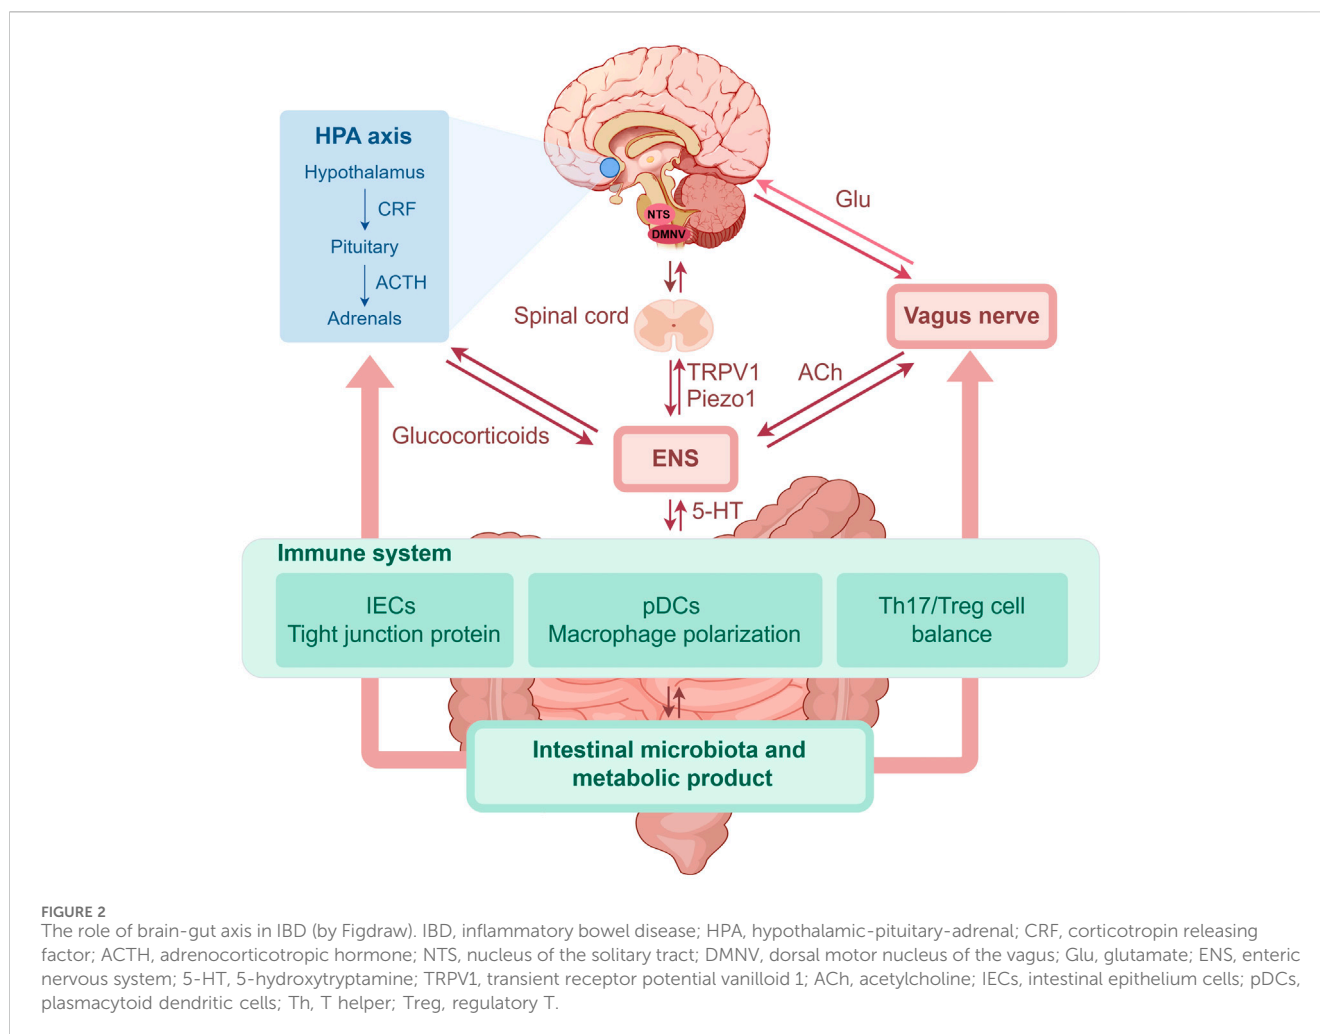 HPA axis
Hypothalamus
CRF
Pituitary
ACTH
Adrenals
NTS
DMNV
Glu
Spinal cord
Vagus nerve
TRPV1
Piezo1
ACh
Glucocorticoids
ENS
5-HT
Immune system
IECs
Tight junction protein
pDCs
Macrophage polarization
Th17/Treg cell
balance
Intestinal microbiota and
metabolic product
FIGURE 2
The role of brain-gut axis in IBD (by Figdraw). IBD, inflammatory bowel disease; HPA, hypothalamic-pituitary-adrenal; CRF, corticotropin releasing
factor; ACTH, adrenocorticotropic hormone; NTS, nucleus of the solitary tract; DMNV, dorsal motor nucleus of the vagus; Glu, glutamate; ENS, enteric
nervous system; 5-HT, 5-hydroxytryptamine; TRPV1, transient receptor potential vanilloid 1; ACh, acetylcholine; IECs, intestinal epithelium cells; pDCs,
plasmacytoid dendritic cells; Th, T helper; Treg, regulatory T.